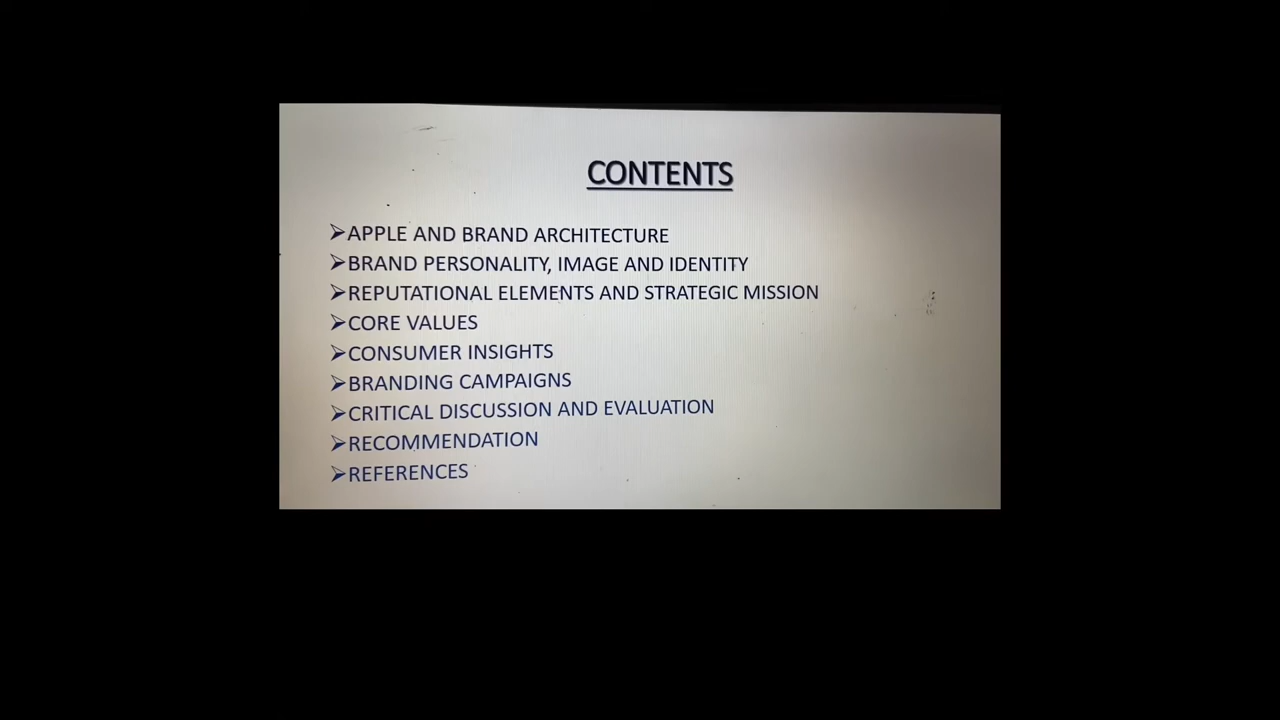 CONTENTS
➢APPLE AND BRAND ARCHITECTURE
➢BRAND PERSONALITY, IMAGE AND IDENTITY
➢REPUTATIONAL ELEMENTS AND STRATEGIC MISSION
➢CORE VALUES
➢CONSUMER INSIGHTS
➢BRANDING CAMPAIGNS
➢CRITICAL DISCUSSION AND EVALUATION
➢RECOMMENDATION
➢REFERENCES